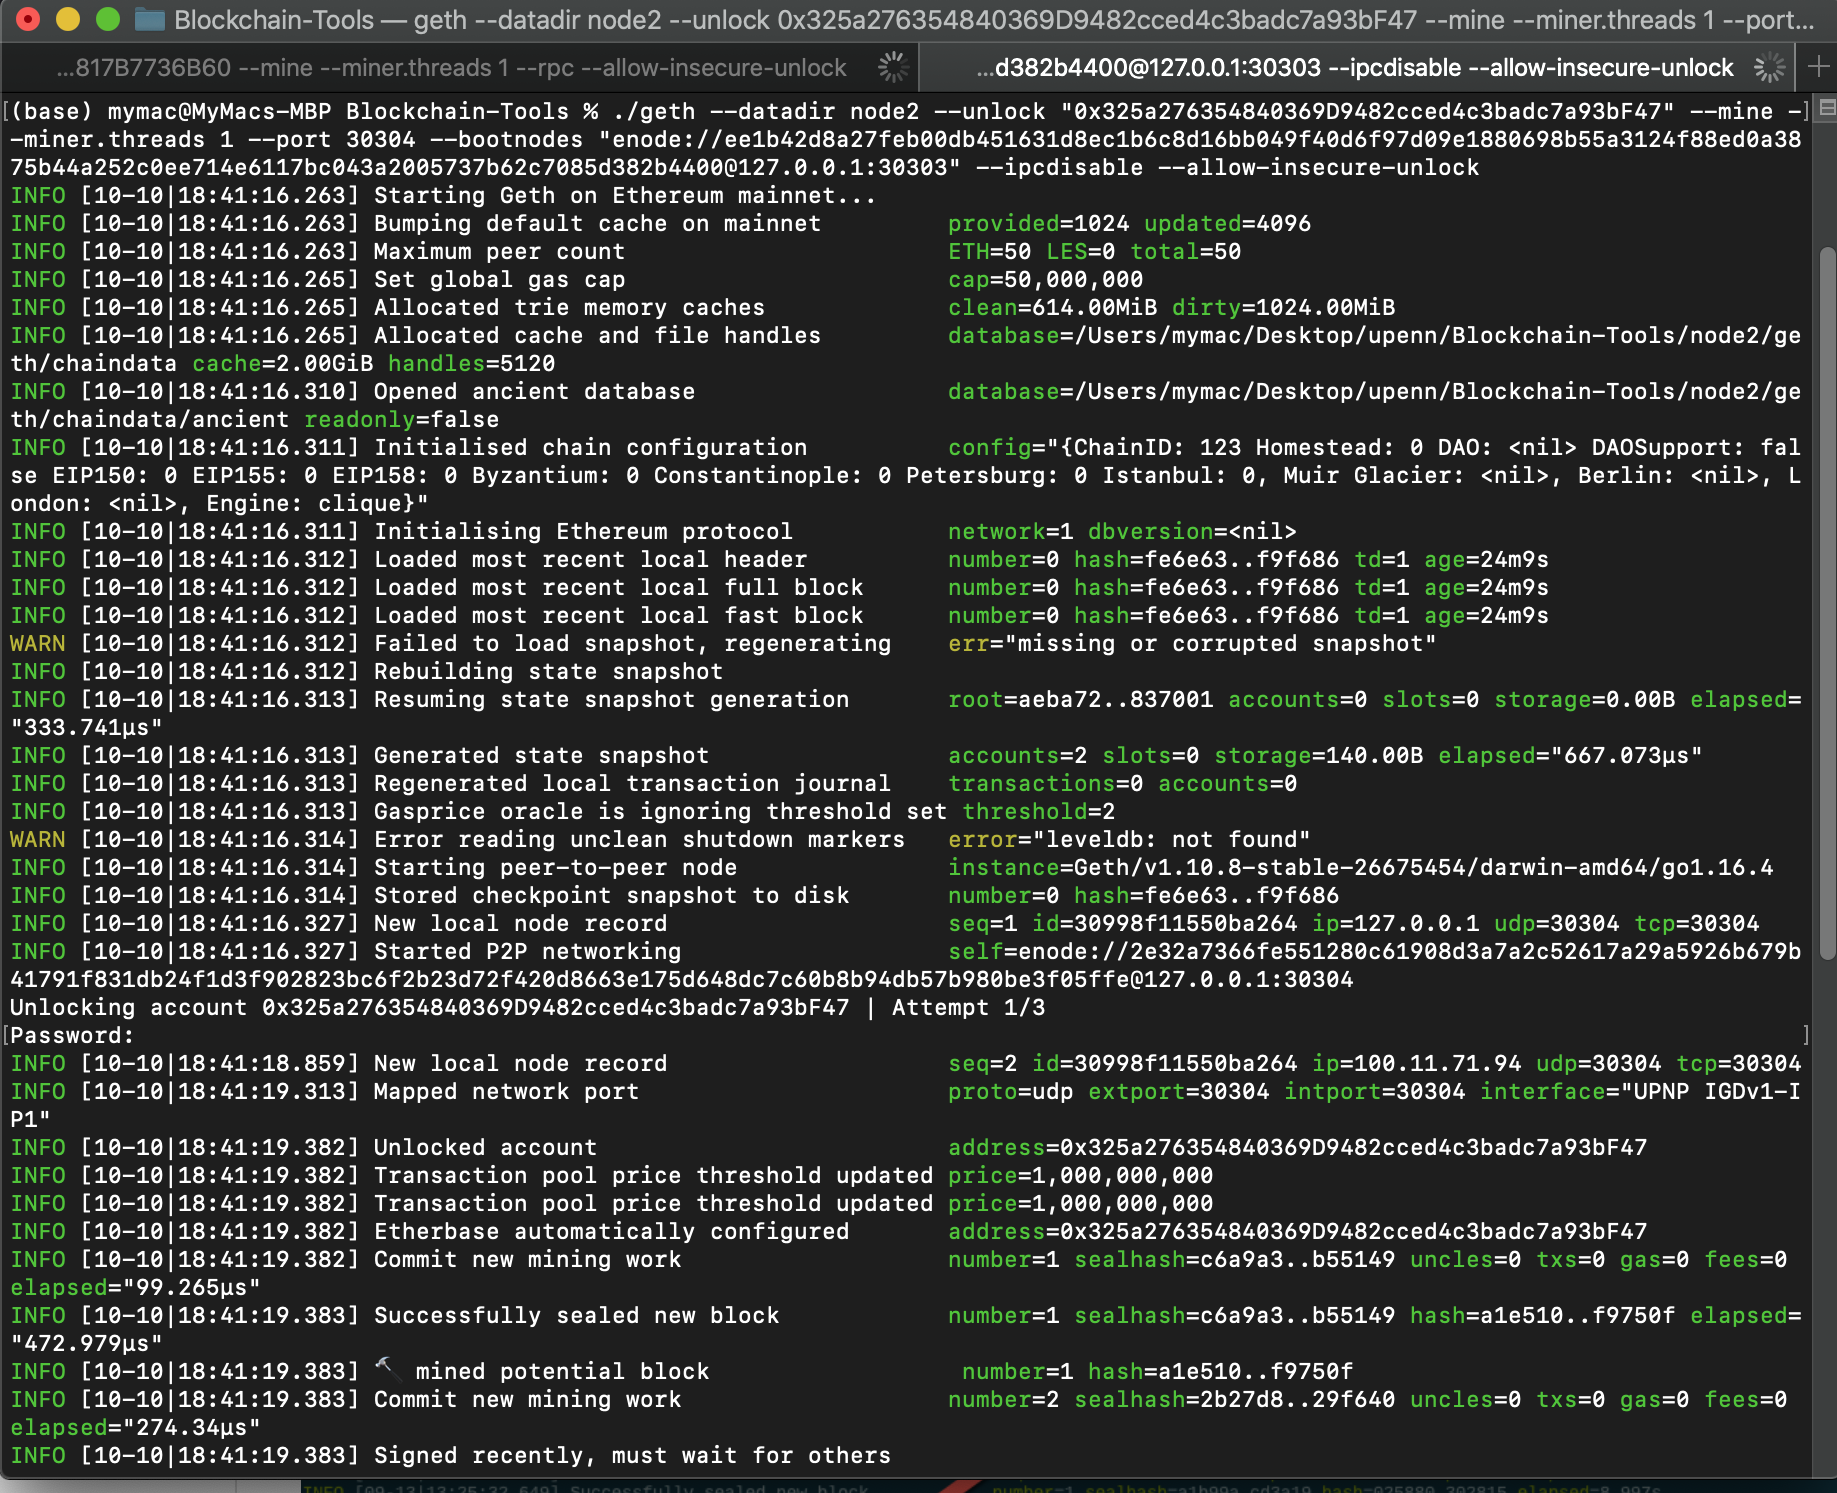 Blockchain-Tools — geth --datadir node2 --unlock 0x325a276354840369D9482cced4c3badc7a93bF47 --mine --miner.threads 1 --port...
...817B7736B60 --mine --miner.threads 1 --rpc --allow-insecure-unlock
...d382b4400@127.0.0.1:30303 --ipcdisable --allow-insecure-unlock
[(base) mymac@MyMacs-MBP Blockchain-Tools % ./geth --datadir node2 --unlock "0x325a276354840369D9482cced4c3badc7a93bF47" --mine -]
-miner.threads 1 --port 30304 --bootnodes "enode://ee1b42d8a27feb00db451631d8ec1b6c8d16bb049f40d6f97d09e1880698b55a3124f88ed0a38
75b44a252c0ee714e6117bc043a2005737b62c7085d382b4400@127.0.0.1:30303" --ipcdisable --allow-insecure-unlock
INFO [10-10|18:41:16.263] Starting Geth on Ethereum mainnet...
INFO [10-10|18:41:16.263] Bumping default cache on mainnet provided=1024 updated=4096
INFO [10-10|18:41:16.263] Maximum peer count ETH=50 LES=0 total=50
INFO [10-10|18:41:16.265] Set global gas cap cap=50,000,000
INFO [10-10|18:41:16.265] Allocated trie memory caches clean=614.00MiB dirty=1024.00MiB
INFO [10-10|18:41:16.265] Allocated cache and file handles database=/Users/mymac/Desktop/upenn/Blockchain-Tools/node2/ge
th/chaindata cache=2.00GiB handles=5120
INFO [10-10|18:41:16.310] Opened ancient database database=/Users/mymac/Desktop/upenn/Blockchain-Tools/node2/ge
th/chaindata/ancient readonly=false
INFO [10-10|18:41:16.311] Initialised chain configuration config="{ChainID: 123 Homestead: 0 DAO: <nil> DAOSupport: fal
se EIP150: 0 EIP155: 0 EIP158: 0 Byzantium: 0 Constantinople: 0 Petersburg: 0 Istanbul: 0, Muir Glacier: <nil>, Berlin: <nil>, L
ondon: <nil>, Engine: clique}"
INFO [10-10|18:41:16.311] Initialising Ethereum protocol network=1 dbversion=<nil>
INFO [10-10|18:41:16.312] Loaded most recent local header number=0 hash=fe6e63..f9f686 td=1 age=24m9s
INFO [10-10|18:41:16.312] Loaded most recent local full block number=0 hash=fe6e63..f9f686 td=1 age=24m9s
INFO [10-10|18:41:16.312] Loaded most recent local fast block number=0 hash=fe6e63..f9f686 td=1 age=24m9s
WARN [10-10|18:41:16.312] Failed to load snapshot, regenerating err="missing or corrupted snapshot"
INFO [10-10|18:41:16.312] Rebuilding state snapshot
INFO [10-10|18:41:16.313] Resuming state snapshot generation root=aeba72..837001 accounts=0 slots=0 storage=0.00B elapsed=
"333.741µs"
INFO [10-10|18:41:16.313] Generated state snapshot accounts=2 slots=0 storage=140.00B elapsed="667.073µs"
INFO [10-10|18:41:16.313] Regenerated local transaction journal transactions=0 accounts=0
INFO [10-10|18:41:16.313] Gasprice oracle is ignoring threshold set threshold=2
WARN [10-10|18:41:16.314] Error reading unclean shutdown markers error="leveldb: not found"
INFO [10-10|18:41:16.314] Starting peer-to-peer node instance=Geth/v1.10.8-stable-26675454/darwin-amd64/go1.16.4
INFO [10-10|18:41:16.314] Stored checkpoint snapshot to disk number=0 hash=fe6e63..f9f686
INFO [10-10|18:41:16.327] New local node record seq=1 id=30998f11550ba264 ip=127.0.0.1 udp=30304 tcp=30304
INFO [10-10|18:41:16.327] Started P2P networking self=enode://2e32a7366fe551280c61908d3a7a2c52617a29a5926b679b
41791f831db24f1d3f902823bc6f2b23d72f420d8663e175d648dc7c60b8b94db57b980be3f05ffe@127.0.0.1:30304
Unlocking account 0x325a276354840369D9482cced4c3badc7a93bF47 | Attempt 1/3
[Password: ]
INFO [10-10|18:41:18.859] New local node record seq=2 id=30998f11550ba264 ip=100.11.71.94 udp=30304 tcp=30304
INFO [10-10|18:41:19.313] Mapped network port proto=udp extport=30304 intport=30304 interface="UPNP IGDv1-I
P1"
INFO [10-10|18:41:19.382] Unlocked account address=0x325a276354840369D9482cced4c3badc7a93bF47
INFO [10-10|18:41:19.382] Transaction pool price threshold updated price=1,000,000,000
INFO [10-10|18:41:19.382] Transaction pool price threshold updated price=1,000,000,000
INFO [10-10|18:41:19.382] Etherbase automatically configured address=0x325a276354840369D9482cced4c3badc7a93bF47
INFO [10-10|18:41:19.382] Commit new mining work number=1 sealhash=c6a9a3..b55149 uncles=0 txs=0 gas=0 fees=0
elapsed="99.265µs"
INFO [10-10|18:41:19.383] Successfully sealed new block number=1 sealhash=c6a9a3..b55149 hash=a1e510..f9750f elapsed=
"472.979µs"
INFO [10-10|18:41:19.383] 🔨 mined potential block number=1 hash=a1e510..f9750f
INFO [10-10|18:41:19.383] Commit new mining work number=2 sealhash=2b27d8..29f640 uncles=0 txs=0 gas=0 fees=0
elapsed="274.34µs"
INFO [10-10|18:41:19.383] Signed recently, must wait for others